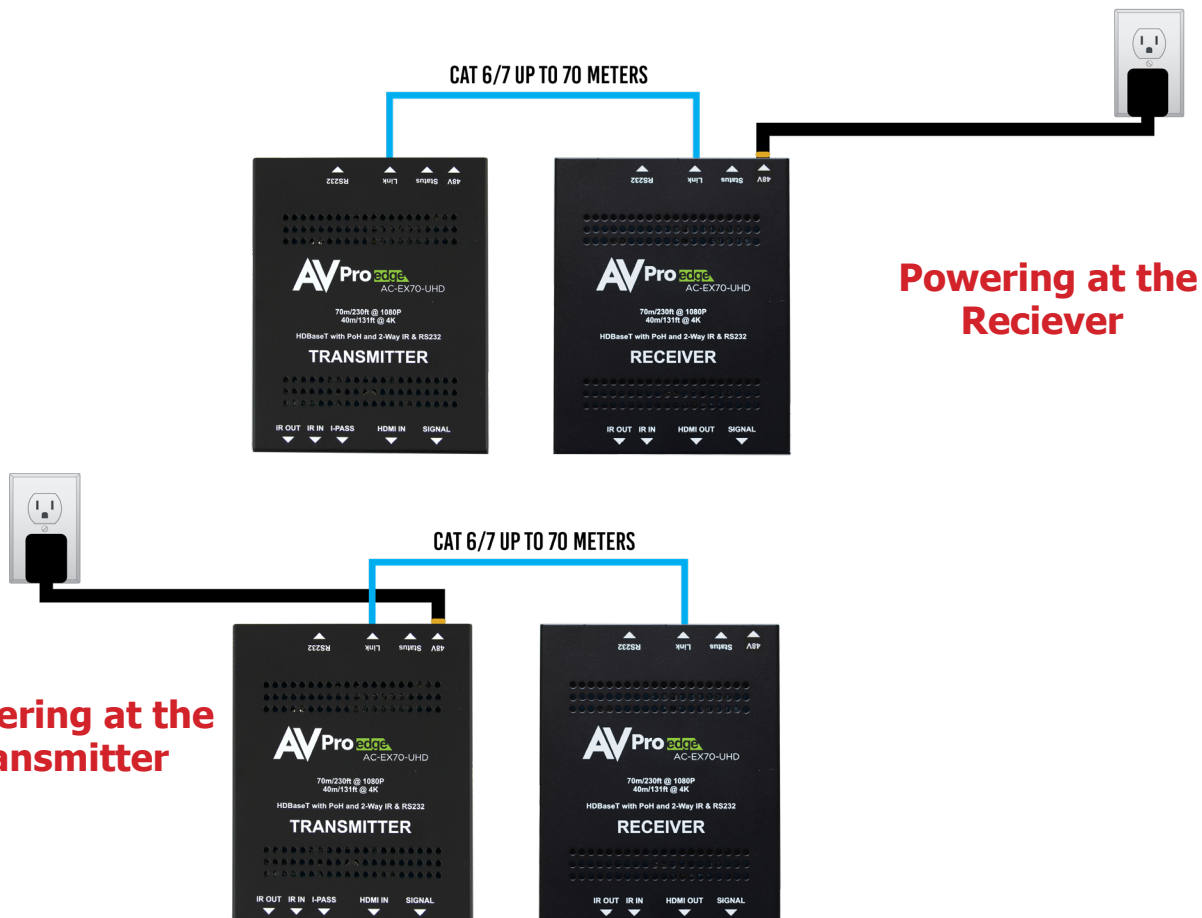 CAT 6/7 UP TO 70 METERS
RS232 Link Status 48V
RS232 Link Status 48V
AVPro edge
AC-EX70-UHD
70m/230ft @ 1080P
40m/131ft @ 4K
HDBaseT with PoH and 2-Way IR & RS232
TRANSMITTER
IR OUT IR IN I-PASS HDMI IN SIGNAL
AVPro edge
AC-EX70-UHD
70m/230ft @ 1080P
40m/131ft @ 4K
HDBaseT with PoH and 2-Way IR & RS232
RECEIVER
IR OUT IR IN HDMI OUT SIGNAL
Powering at the
Reciever
CAT 6/7 UP TO 70 METERS
ering at the
ansmitter
RS232 Link Status 48V
AVPro edge
AC-EX70-UHD
70m/230ft @ 1080P
40m/131ft @ 4K
HDBaseT with PoH and 2-Way IR & RS232
TRANSMITTER
IR OUT IR IN I-PASS HDMI IN SIGNAL
RS232 Link Status 48V
AVPro edge
AC-EX70-UHD
70m/230ft @ 1080P
40m/131ft @ 4K
HDBaseT with PoH and 2-Way IR & RS232
RECEIVER
IR OUT IR IN HDMI OUT SIGNAL